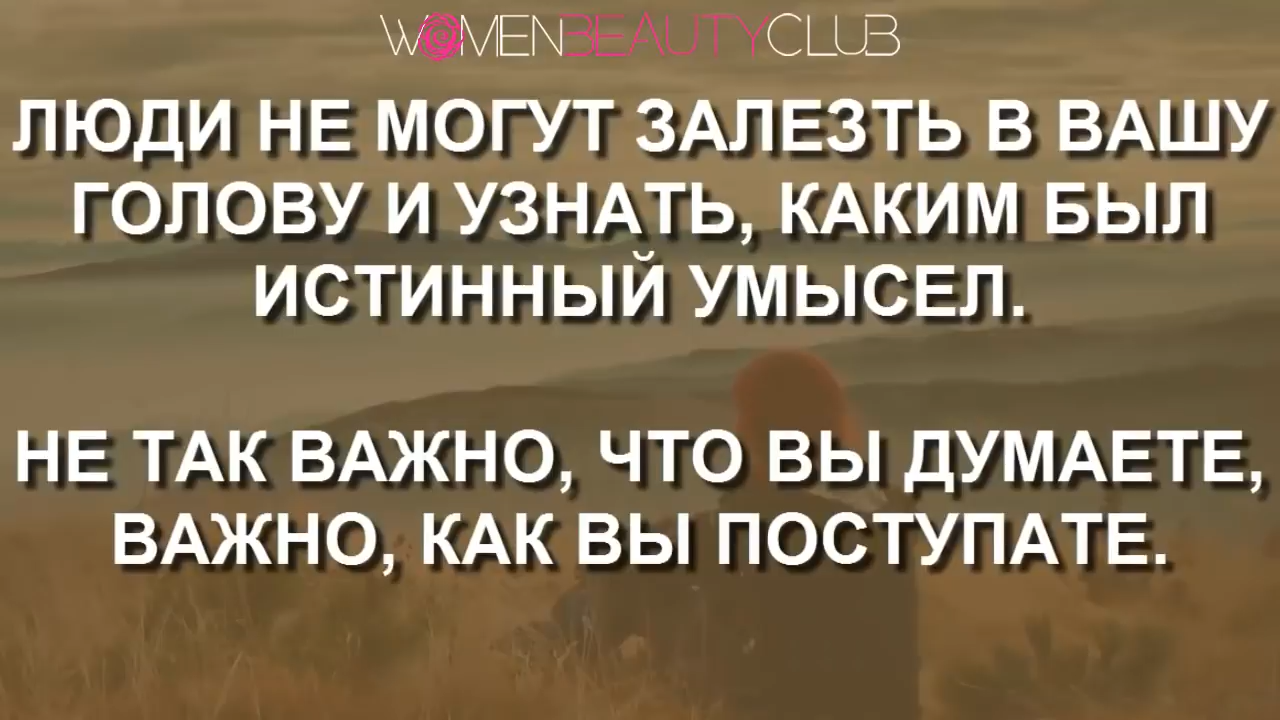 WOMENBEAUTYCLUB
ЛЮДИ НЕ МОГУТ ЗАЛЕЗТЬ В ВАШУ
ГОЛОВУ И УЗНАТЬ, КАКИМ БЫЛ
ИСТИННЫЙ УМЫСЕЛ.
НЕ ТАК ВАЖНО, ЧТО ВЫ ДУМАЕТЕ,
ВАЖНО, КАК ВЫ ПОСТУПАТЕ.